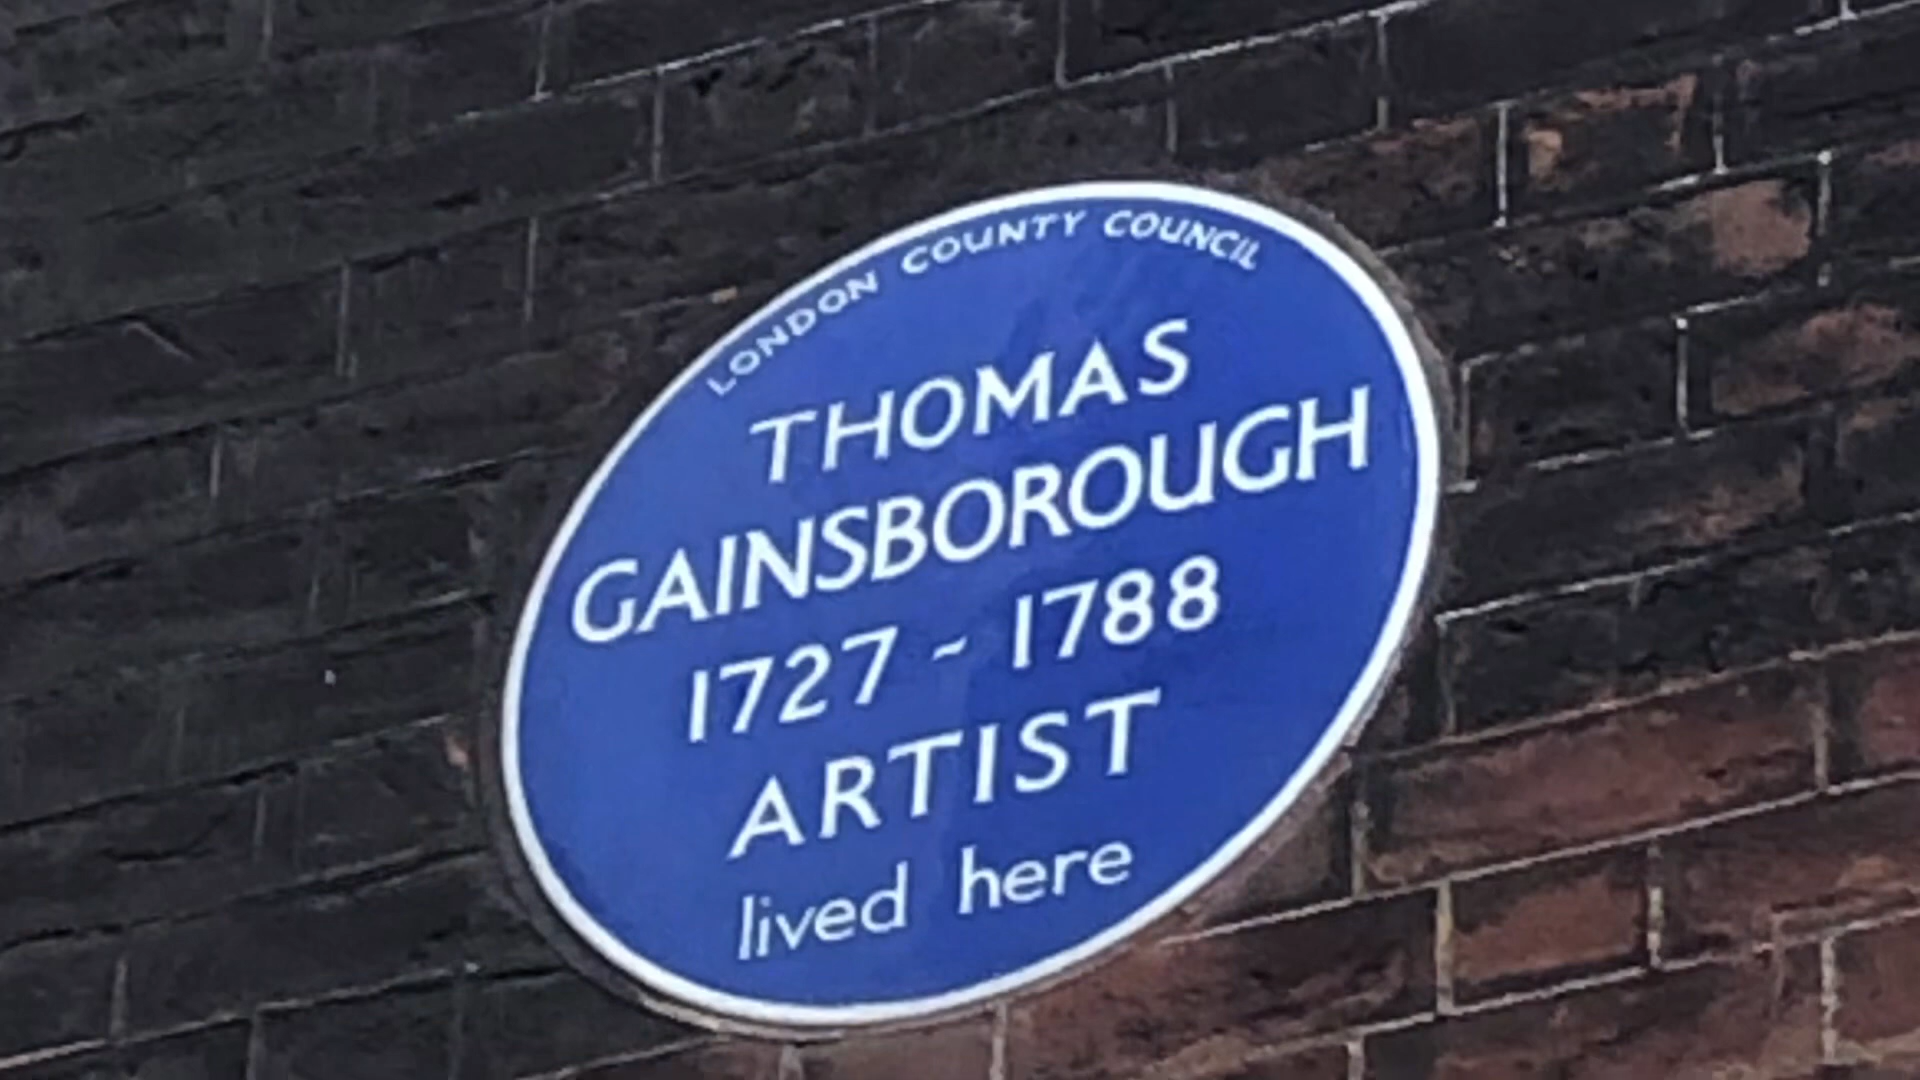 LONDON COUNTY COUNCIL
THOMAS
GAINSBOROUGH
1727 - 1788
ARTIST
lived here